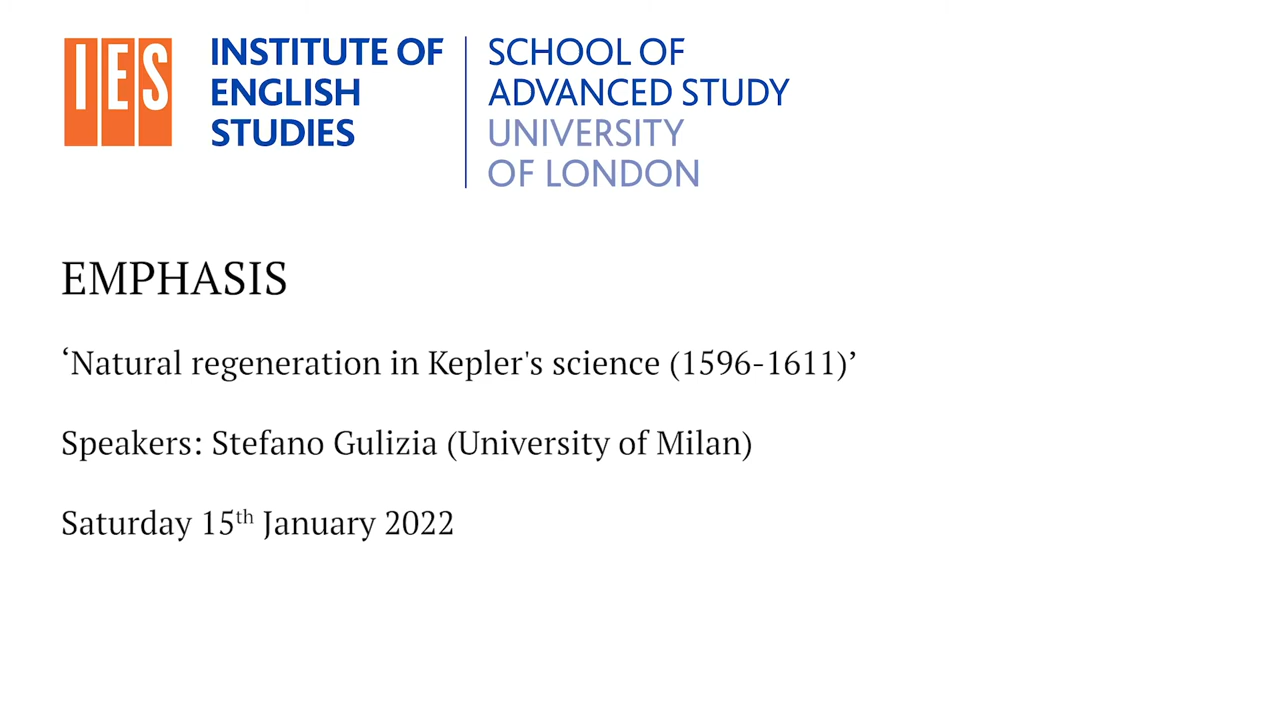 IES
INSTITUTE OF
ENGLISH
STUDIES
SCHOOL OF
ADVANCED STUDY
UNIVERSITY
OF LONDON
EMPHASIS
‘Natural regeneration in Kepler's science (1596-1611)’
Speakers: Stefano Gulizia (University of Milan)
Saturday 15th January 2022